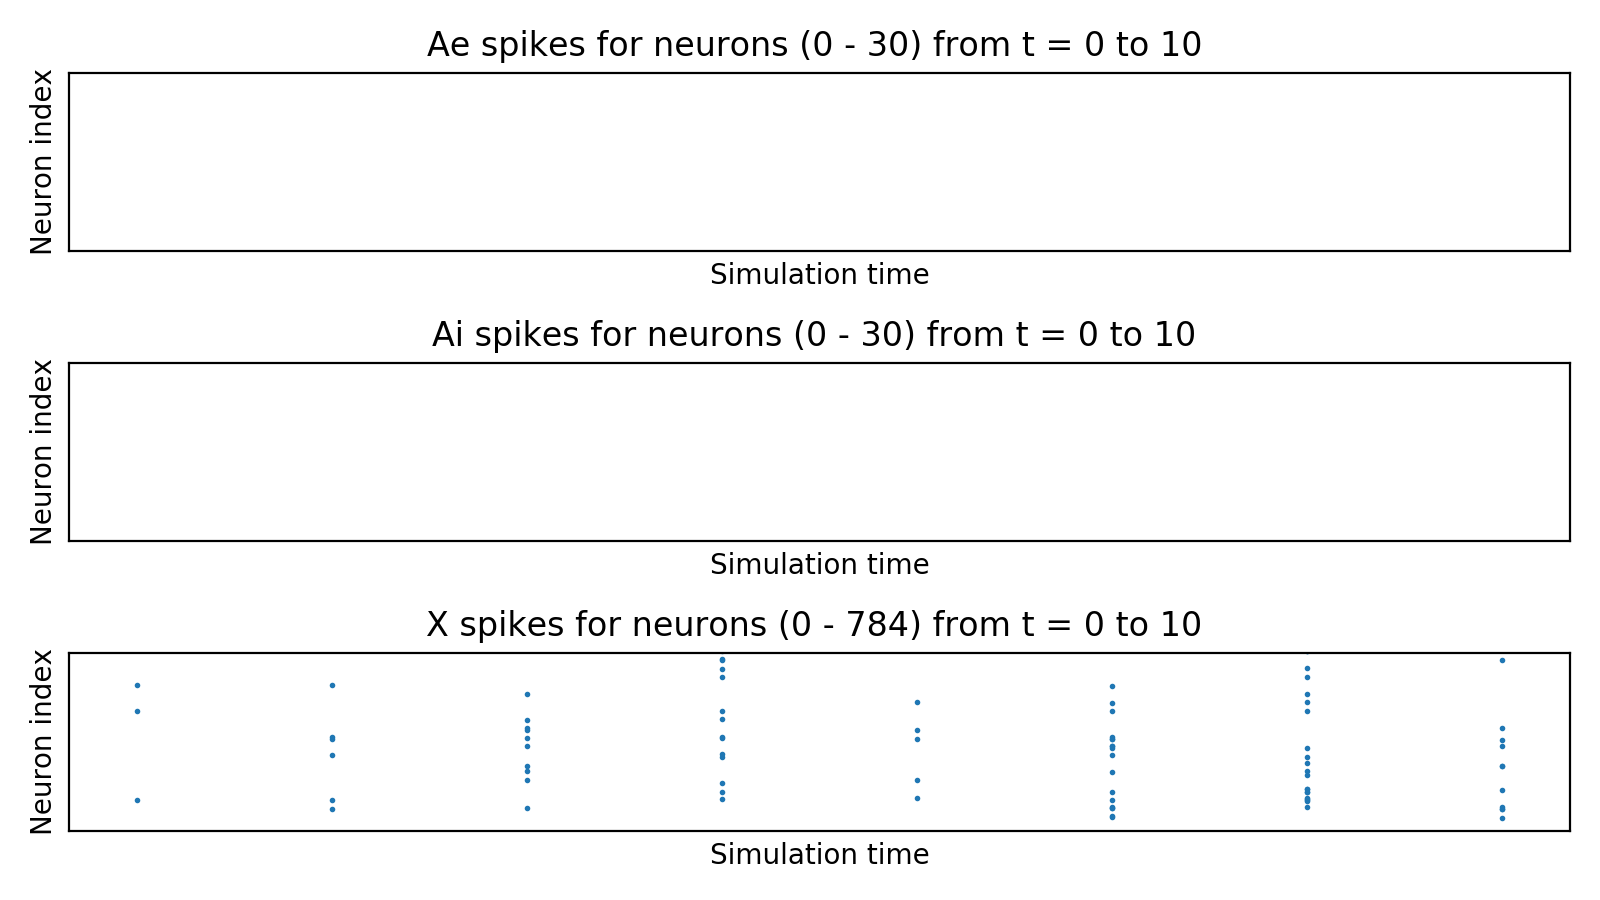 Ae spikes for neurons (0 - 30) from t = 0 to 10
Neuron index
Simulation time
Ai spikes for neurons (0 - 30) from t = 0 to 10
Neuron index
Simulation time
X spikes for neurons (0 - 784) from t = 0 to 10
Neuron index
Simulation time